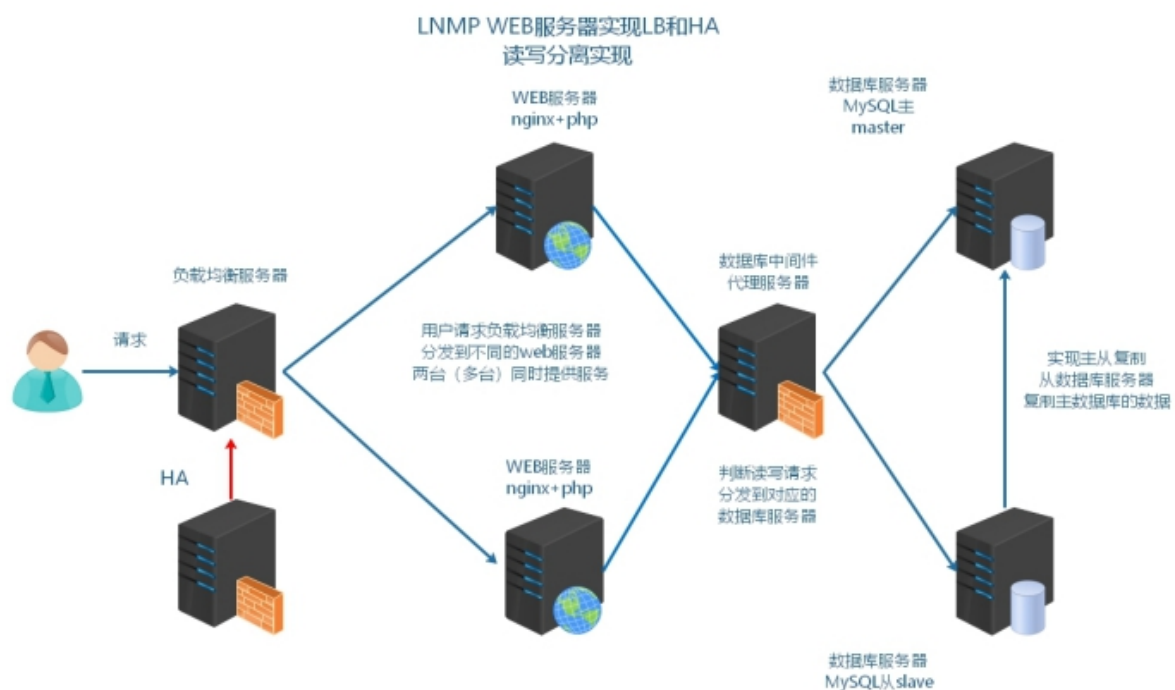 LNMP WEB服务器实现LB和HA
读写分离实现
WEB服务器
nginx+php
数据库服务器
MySQL主
master
负载均衡服务器
数据库中间件
代理服务器
请求
用户请求负载均衡服务器
分发到不同的web服务器
两台（多台）同时提供服务
实现主从复制
从数据库服务器
复制主数据库的数据
HA
WEB服务器
nginx+php
判断读写请求
分发到对应的
数据库服务器
数据库服务器
MySQL从slave